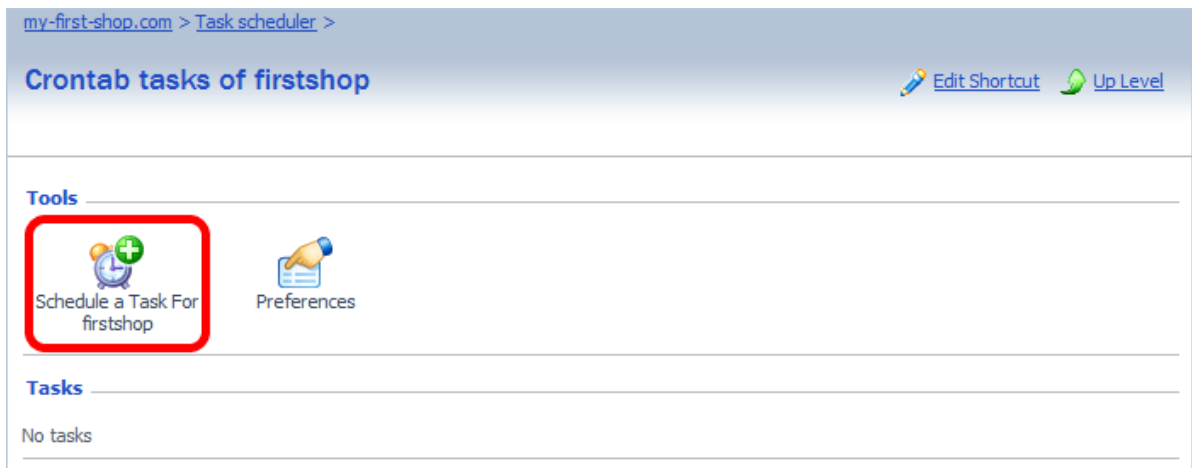 my-first-shop.com > Task scheduler >
Crontab tasks of firstshop
Edit Shortcut Up Level
Tools
Schedule a Task For
firstshop
Preferences
Tasks
No tasks